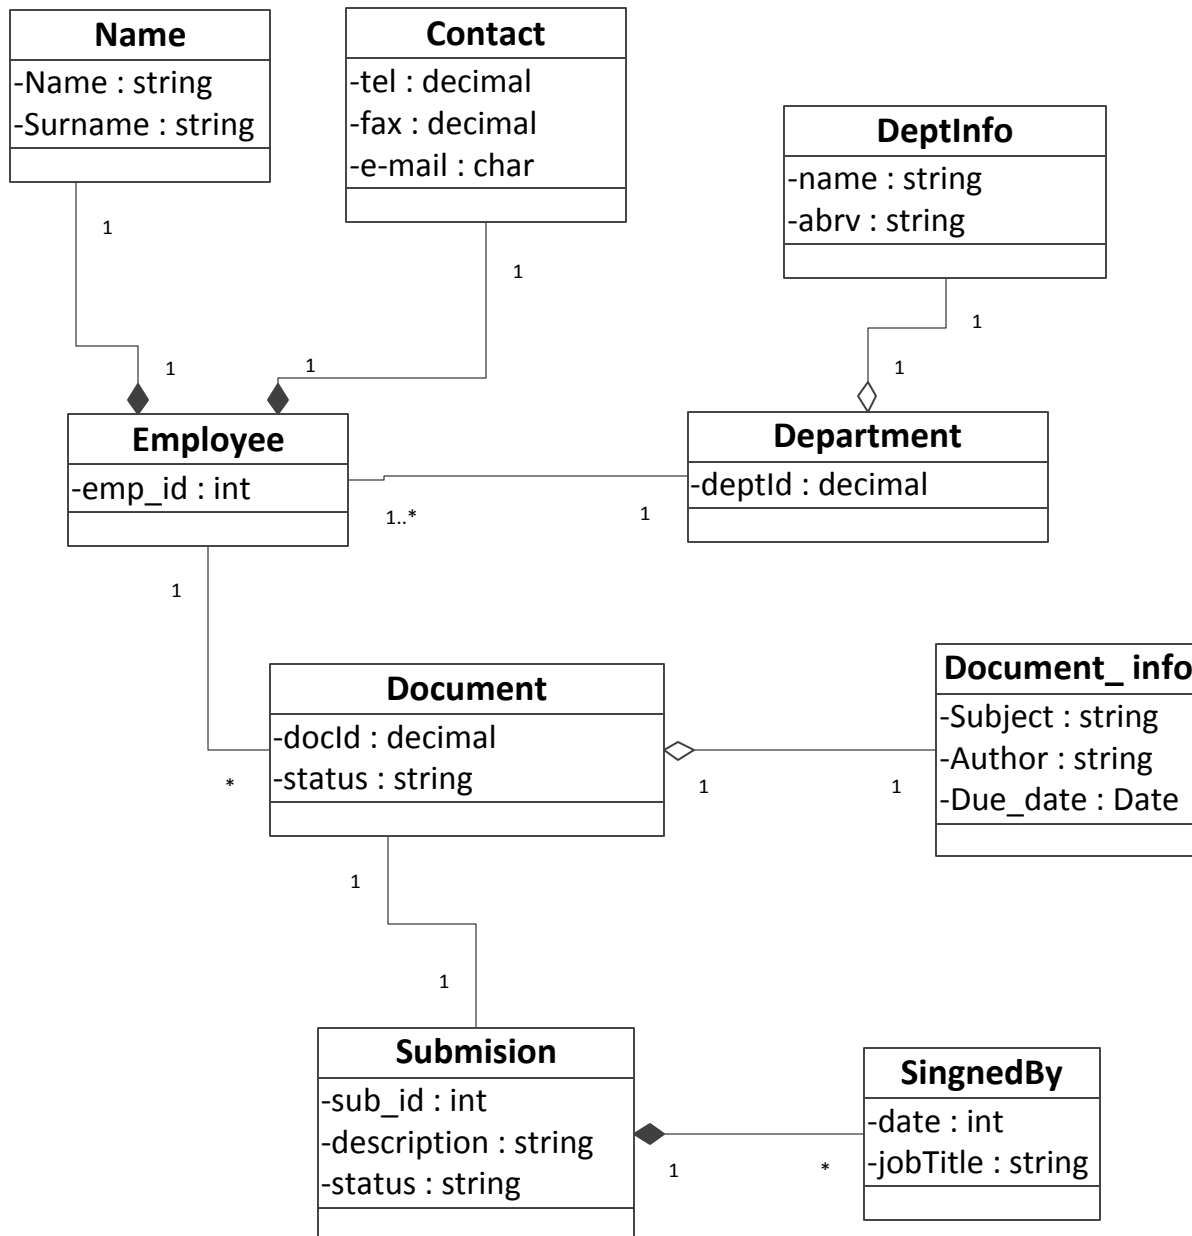 Name
-Name : string
-Surname : string
Contact
-tel : decimal
-fax : decimal
-e-mail : char
DeptInfo
-name : string
-abrv : string
1
1
1
1
1
1
Employee
-emp_id : int
Department
-deptId : decimal
1..*
1
1
Document
-docId : decimal
-status : string
Document_ info
-Subject : string
-Author : string
-Due_date : Date
*
1
1
1
1
Submision
-sub_id : int
-description : string
-status : string
SingnedBy
-date : int
-jobTitle : string
1
*